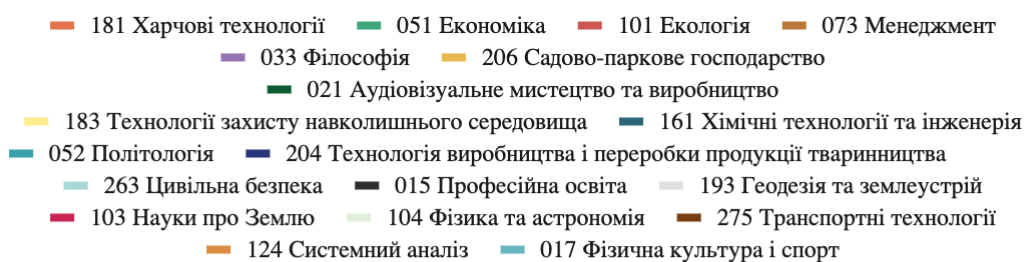 181 Харчові технології 051 Економіка 101 Екологія 073 Менеджмент
033 Філософія 206 Садово-паркове господарство
021 Аудіовізуальне мистецтво та виробництво
183 Технології захисту навколишнього середовища 161 Хімічні технології та інженерія
052 Політологія 204 Технологія виробництва і переробки продукції тваринництва
263 Цивільна безпека 015 Професійна освіта 193 Геодезія та землеустрій
103 Науки про Землю 104 Фізика та астрономія 275 Транспортні технології
124 Системний аналіз 017 Фізична культура і спорт